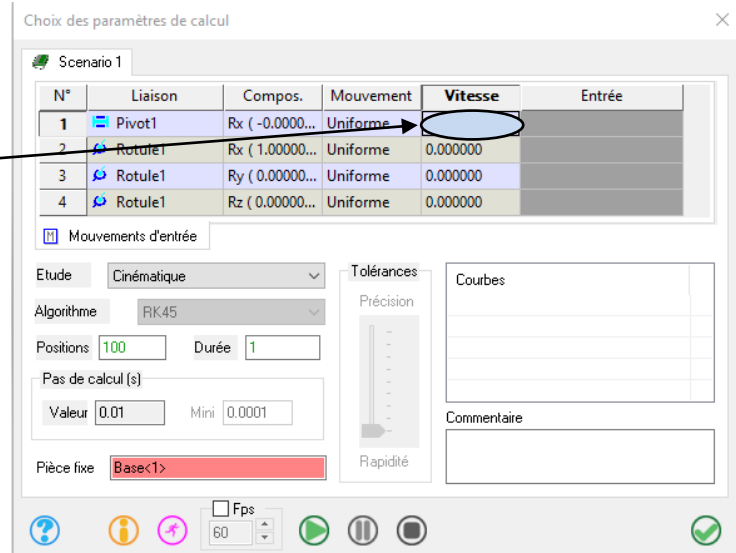 Choix des paramètres de calcul
Scenario 1
N° Liaison Compos. Mouvement Vitesse Entrée
1 Pivot1 Rx ( -0.0000... Uniforme
2 Rotule1 Rx ( 1.00000... Uniforme 0.000000
3 Rotule1 Ry ( 0.00000... Uniforme 0.000000
4 Rotule1 Rz ( 0.00000... Uniforme 0.000000
M Mouvements d'entrée
Etude Cinématique
Tolérances
Courbes
Précision
Algorithme RK45
Positions 100 Durée 1
Pas de calcul (s)
Valeur 0.01 Mini 0.0001
Commentaire
Pièce fixe Base<1>
Rapidité
Fps
60